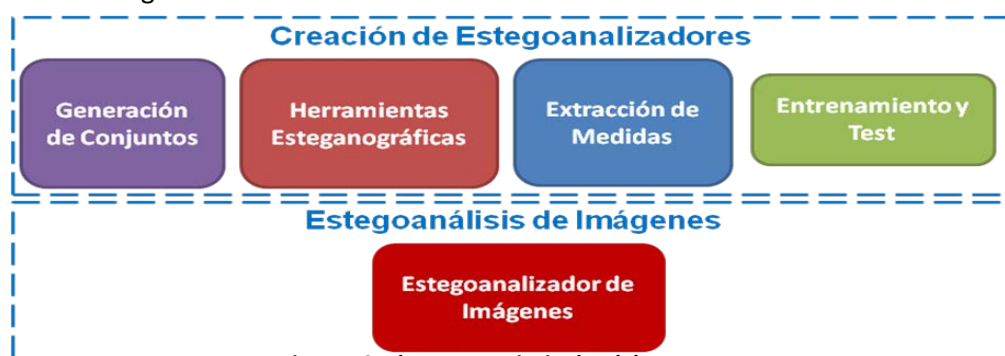 Creación de Estegoanalizadores
Generación
de Conjuntos
Herramientas
Esteganográficas
Extracción de
Medidas
Entrenamiento y
Test
Estegoanálisis de Imágenes
Estegoanalizador de
Imágenes